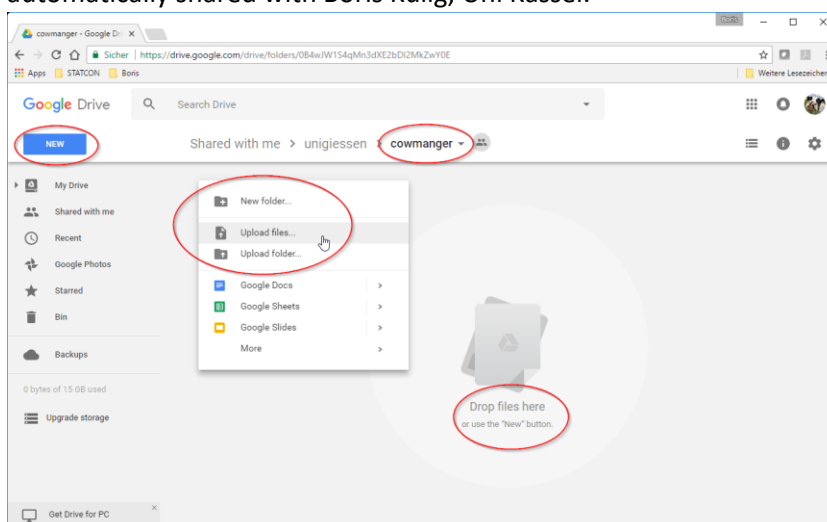 automatically shared with Boris Kulig, Uni Kassel.
Boris
cowmanger - Google Dri
Sicher | https://drive.google.com/drive/folders/0B4wJW1S4qMn3dXE2bDI2MkZwY0E
Apps STATCON Boris Weitere Lesezeichen
Google Drive Search Drive
NEW Shared with me > unigiessen > cowmanger
My Drive
Shared with me
Recent
Google Photos
Starred
Bin
Backups
0 bytes of 15 GB used
Upgrade storage
Get Drive for PC
New folder...
Upload files...
Upload folder...
Google Docs >
Google Sheets >
Google Slides >
More >
Drop files here
or use the "New" button.